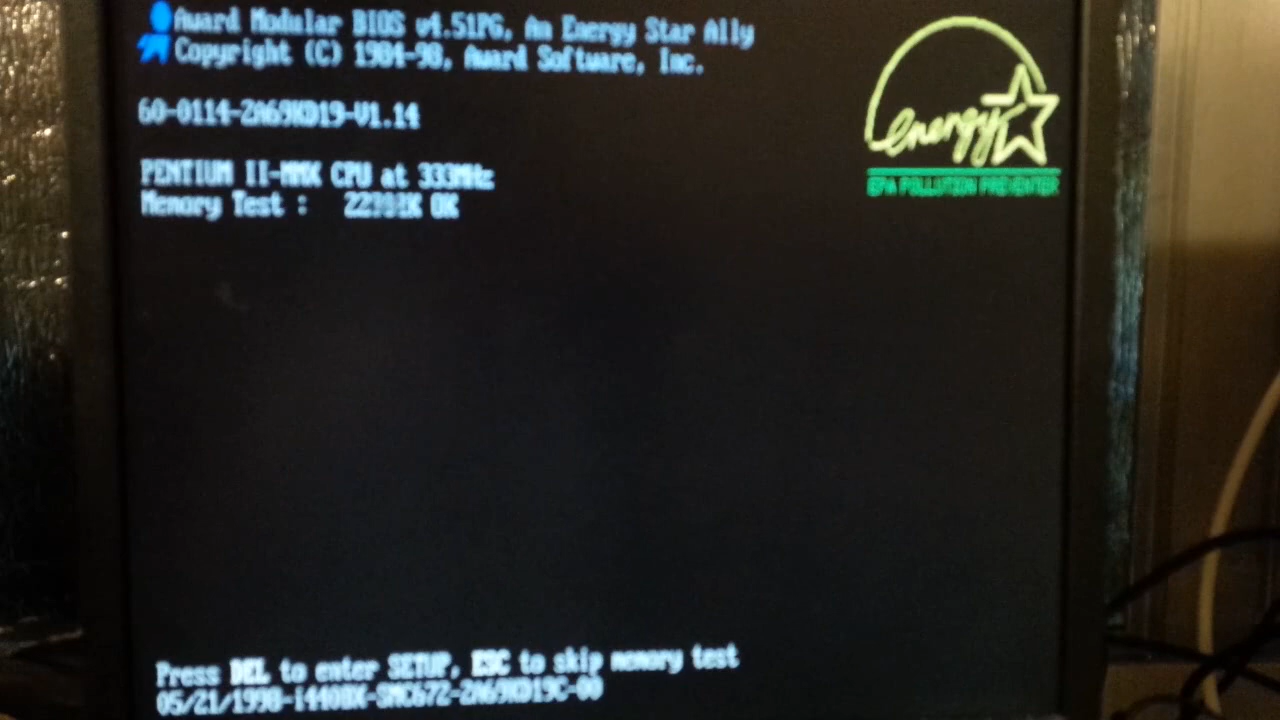 Award Modular BIOS v4.51PG, An Energy Star Ally
Copyright (C) 1984-98, Award Software, Inc.
energy
EPA POLLUTION PREVENTER
60-0114-2A69KD19-V1.14
PENTIUM II-MMX CPU at 333MHz
Memory Test : OK
Press DEL to enter SETUP, ESC to skip memory test
05/21/1998-i440BX-SMC672-2A69KD19C-00